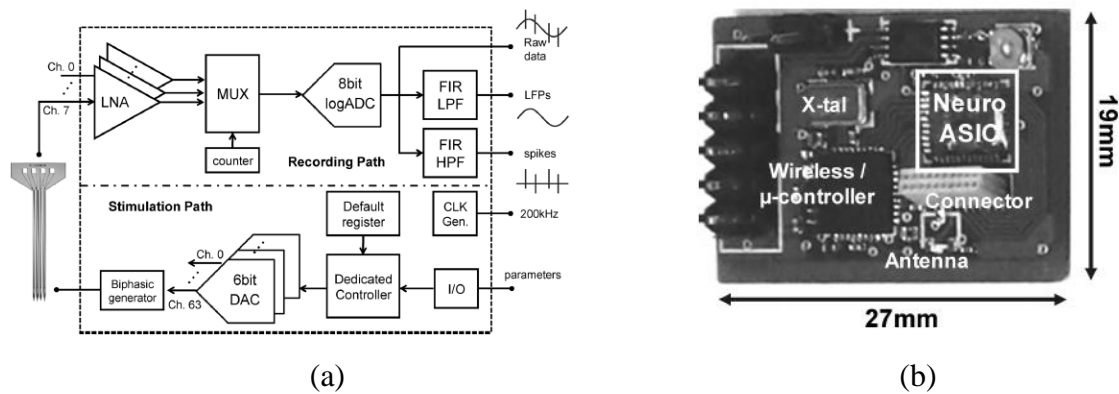 Ch. 0
Ch. 7
LNA
MUX
counter
8bit
logADC
FIR
LPF
FIR
HPF
Raw
data
LFPs
spikes
Recording Path
Stimulation Path
Default
register
CLK
Gen.
200kHz
Ch. 0
Ch. 63
6bit
DAC
Biphasic
generator
Dedicated
Controller
I/O
parameters
(a)
X-tal
Neuro
ASIC
Wireless /
μ-controller
Connector
Antenna
19mm
27mm
(b)